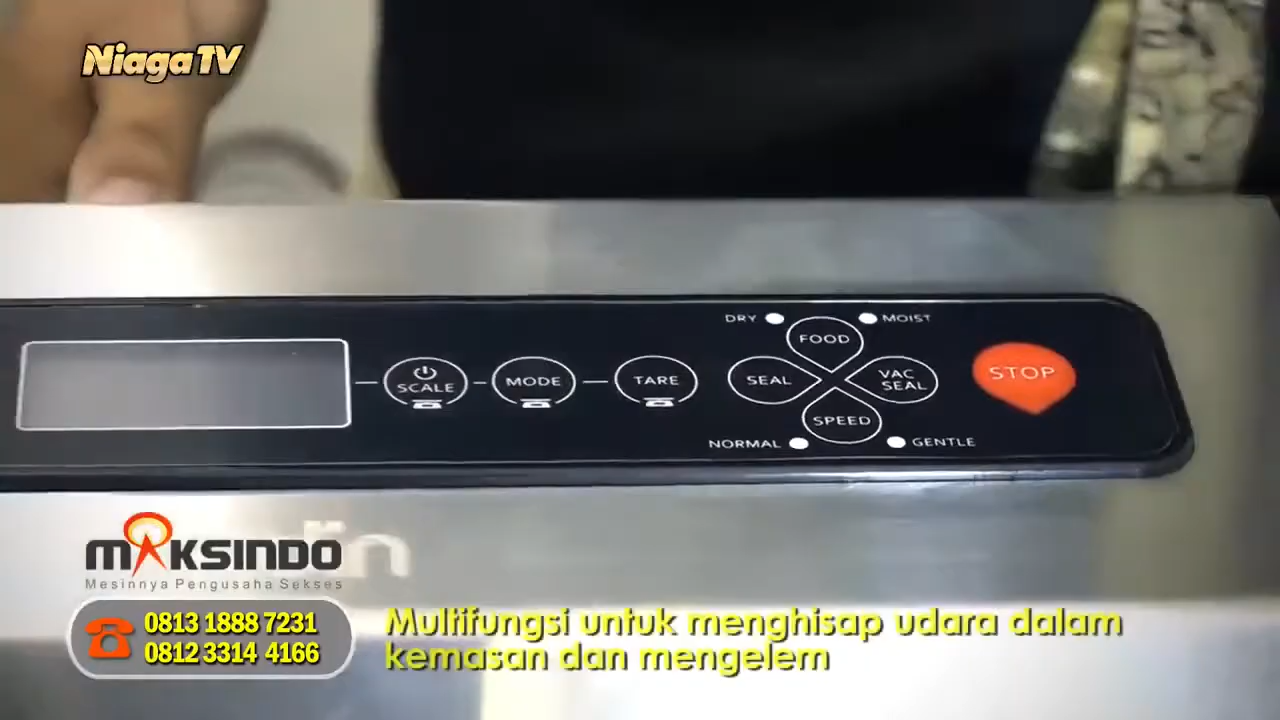 NiagaTV
DRY
MOIST
FOOD
SCALE
MODE
TARE
SEAL
VAC
SEAL
STOP
SPEED
NORMAL
GENTLE
MAKSINDO
Mesinnya Pengusaha Sekses
0813 1888 7231
0812 3314 4166
Multifungsi untuk menghisap udara dalam
kemasan dan mengelem